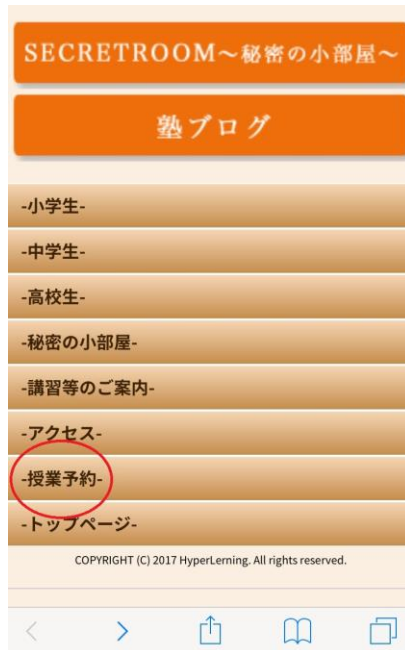 SECRETROOM～秘密の小部屋～
塾ブログ
-小学生-
-中学生-
-高校生-
-秘密の小部屋-
-講習等のご案内-
-アクセス-
-授業予約-
-トップページ-
COPYRIGHT (C) 2017 HyperLerning. All rights reserved.